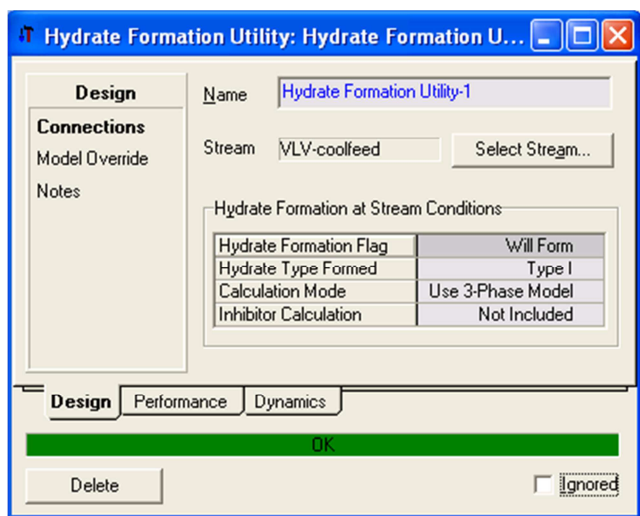 Hydrate Formation Utility: Hydrate Formation U...
Design
Connections
Model Override
Notes
Name Hydrate Formation Utility-1
Stream VLV-coolfeed Select Stream...
Hydrate Formation at Stream Conditions
Hydrate Formation Flag Will Form
Hydrate Type Formed Type I
Calculation Mode Use 3-Phase Model
Inhibitor Calculation Not Included
Design Performance Dynamics
OK
Delete Ignored